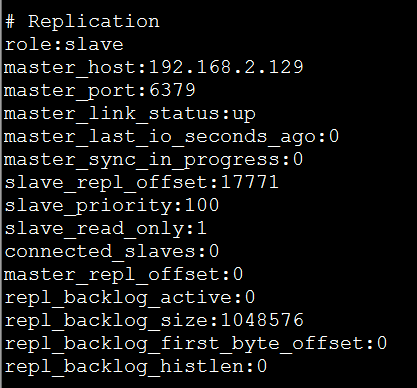 # Replication
role:slave
master_host:192.168.2.129
master_port:6379
master_link_status:up
master_last_io_seconds_ago:0
master_sync_in_progress:0
slave_repl_offset:17771
slave_priority:100
slave_read_only:1
connected_slaves:0
master_repl_offset:0
repl_backlog_active:0
repl_backlog_size:1048576
repl_backlog_first_byte_offset:0
repl_backlog_histlen:0